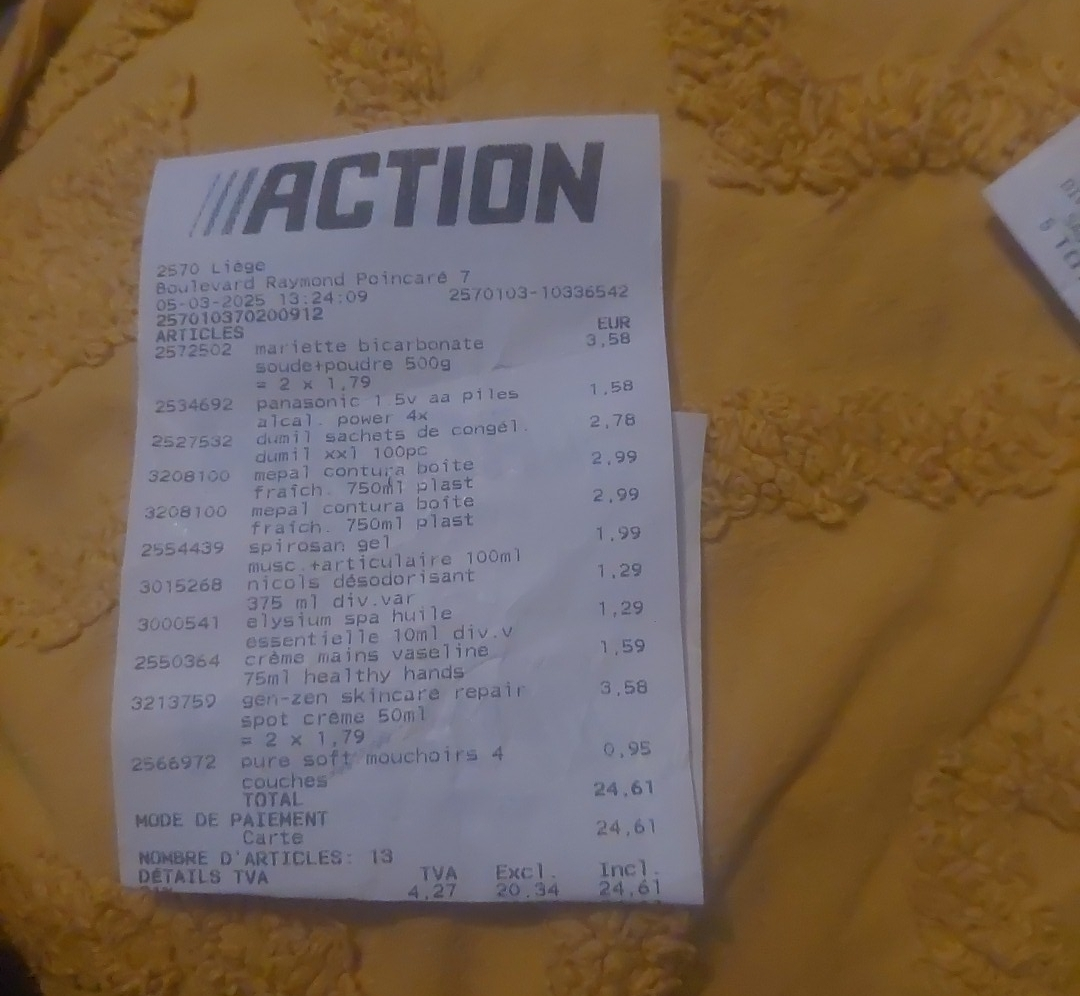 ///ACTION
2570 Liège
Boulevard Raymond Poincaré 7
05-03-2025 13:24:09 2570103-10336542
257010370200912
ARTICLES EUR
2572502 mariette bicarbonate 3,58
soude+poudre 500g
= 2 x 1,79
2534692 panasonic 1.5v aa piles 1,58
alcal. power 4x
2527532 dumil sachets de congél. 2,78
dumil xxl 100pc
3208100 mepal contura boîte 2,99
fraîch. 750ml plast
3208100 mepal contura boîte 2,99
fraîch. 750ml plast
2554439 spirosan gel 1,99
musc.+articulaire 100ml
3015268 nicols désodorisant 1,29
375 ml div.var
3000541 elysium spa huile 1,29
essentielle 10ml div.v
2550364 crème mains vaseline 1,59
75ml healthy hands
3213759 gen-zen skincare repair 3,58
spot crème 50ml
= 2 x 1,79
2566972 pure soft mouchoirs 4 0,95
couches
TOTAL 24,61
MODE DE PAIEMENT
Carte 24,61
NOMBRE D'ARTICLES: 13
DÉTAILS TVA TVA Excl. Incl.
4,27 20,34 24,61